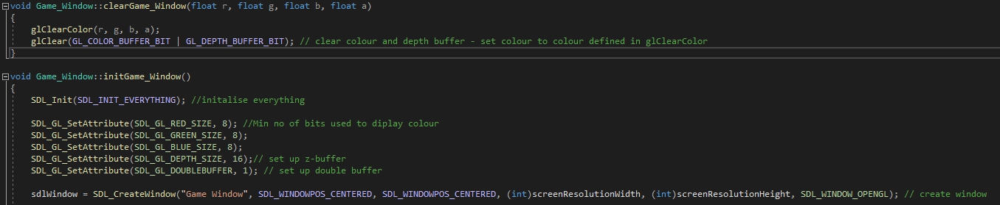 void Game_Window::clearGame_Window(float r, float g, float b, float a)
{
glClearColor(r, g, b, a);
glClear(GL_COLOR_BUFFER_BIT | GL_DEPTH_BUFFER_BIT); // clear colour and depth buffer - set colour to colour defined in glClearColor
}
void Game_Window::initGame_Window()
{
SDL_Init(SDL_INIT_EVERYTHING); //initalise everything
SDL_GL_SetAttribute(SDL_GL_RED_SIZE, 8); //Min no of bits used to diplay colour
SDL_GL_SetAttribute(SDL_GL_GREEN_SIZE, 8);
SDL_GL_SetAttribute(SDL_GL_BLUE_SIZE, 8);
SDL_GL_SetAttribute(SDL_GL_DEPTH_SIZE, 16);// set up z-buffer
SDL_GL_SetAttribute(SDL_GL_DOUBLEBUFFER, 1); // set up double buffer
sdlWindow = SDL_CreateWindow("Game Window", SDL_WINDOWPOS_CENTERED, SDL_WINDOWPOS_CENTERED, (int)screenResolutionWidth, (int)screenResolutionHeight, SDL_WINDOW_OPENGL); // create window